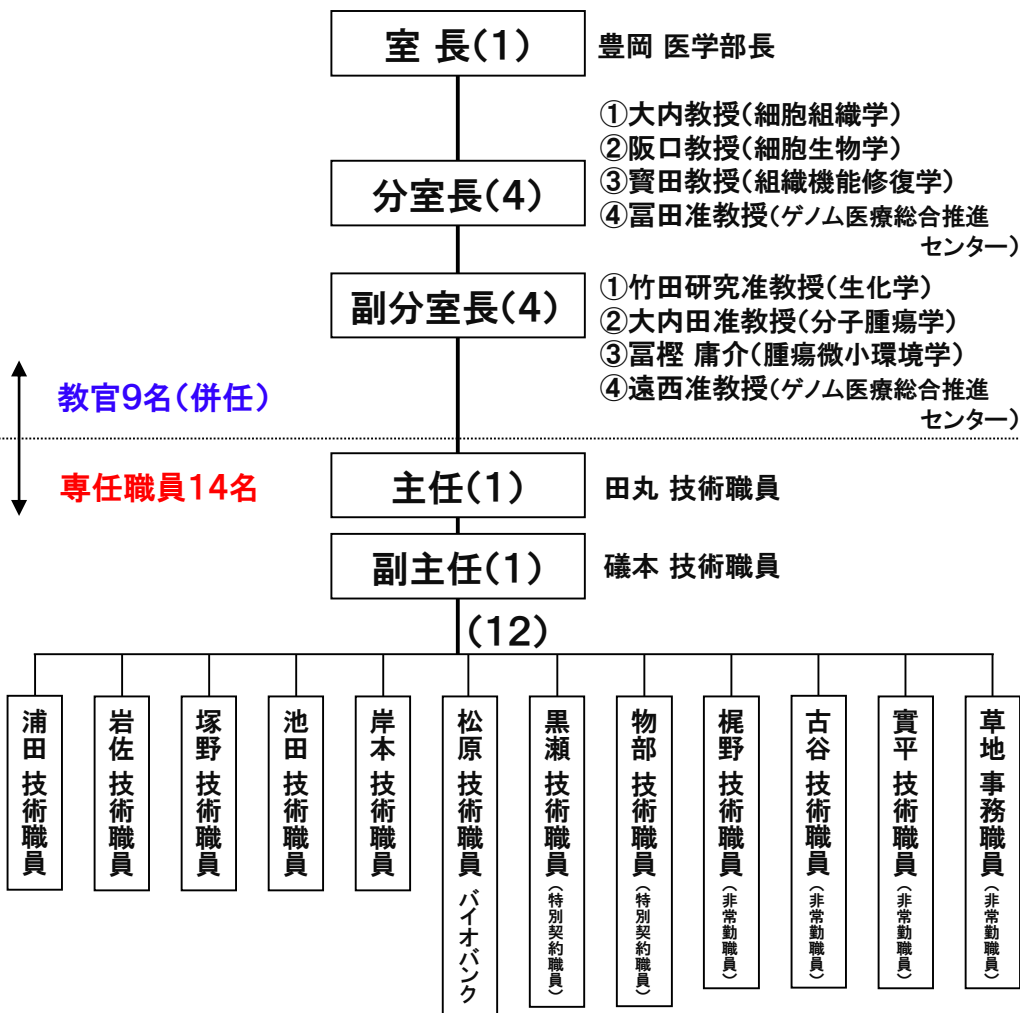 室 長(1)
豊岡 医学部長
分室長(4)
①大内教授(細胞組織学)
②阪口教授(細胞生物学)
③寳田教授(組織機能修復学)
④冨田准教授(ゲノム医療総合推進
センター)
副分室長(4)
①竹田研究准教授(生化学)
②大内田准教授(分子腫瘍学)
③冨樫 庸介(腫瘍微小環境学)
④遠西准教授(ゲノム医療総合推進
センター)
教官9名(併任)
専任職員14名
主任(1)
田丸 技術職員
副主任(1)
礒本 技術職員
(12)
浦田 技術職員
岩佐 技術職員
塚野 技術職員
池田 技術職員
岸本 技術職員
松原 技術職員 バイオバンク
黒瀬 技術職員(特別契約職員)
物部 技術職員(特別契約職員)
梶野 技術職員(非常勤職員)
古谷 技術職員(非常勤職員)
實平 技術職員(非常勤職員)
草地 事務職員(非常勤職員)